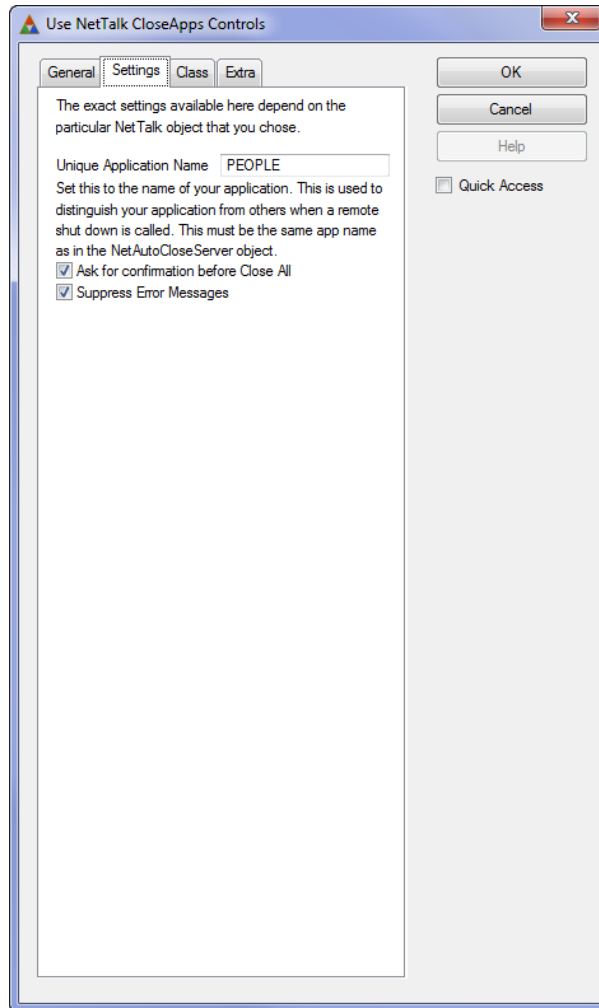 Use NetTalk CloseApps Controls
General Settings Class Extra
The exact settings available here depend on the
particular NetTalk object that you chose.
Unique Application Name PEOPLE
Set this to the name of your application. This is used to
distinguish your application from others when a remote
shut down is called. This must be the same app name
as in the NetAutoCloseServer object.
Ask for confirmation before Close All
Suppress Error Messages
OK
Cancel
Help
Quick Access